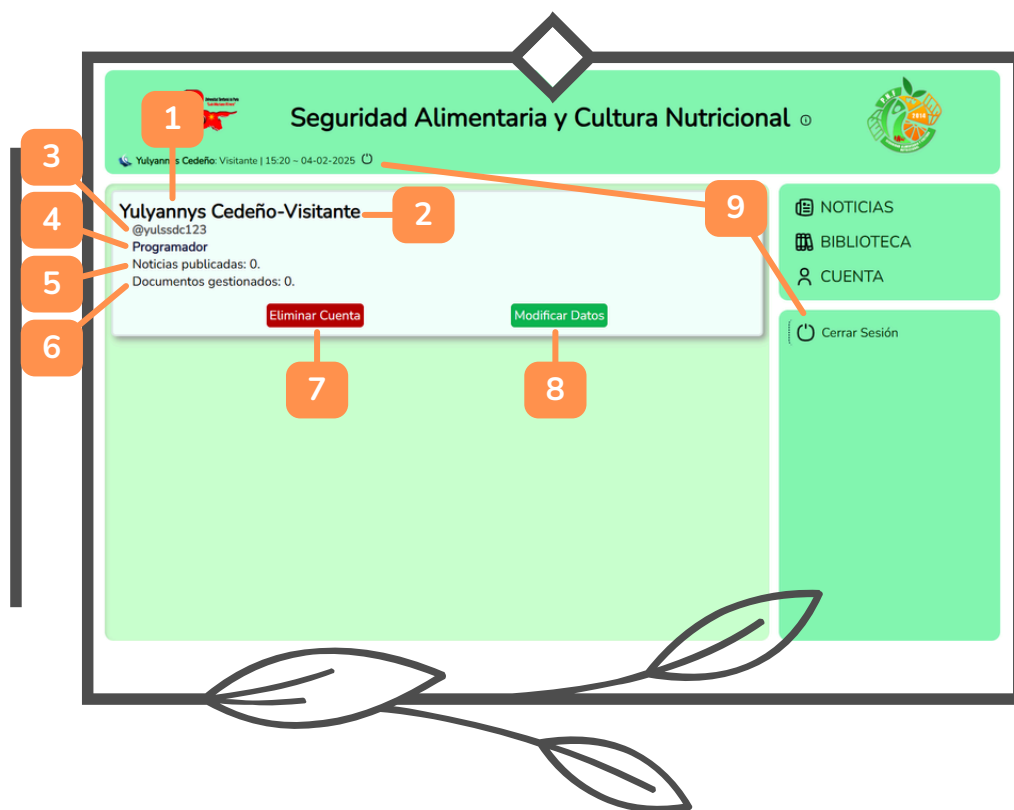 1
Seguridad Alimentaria y Cultura Nutricional
2014
Yulyannys Cedeño: Visitante | 15:20 ~ 04-02-2025
3
Yulyannys Cedeño-Visitante
2
9
NOTICIAS
4
@yulssdc123
Programador
BIBLIOTECA
5
Noticias publicadas: 0.
CUENTA
Documentos gestionados: 0.
6
Eliminar Cuenta
Modificar Datos
Cerrar Sesión
7
8